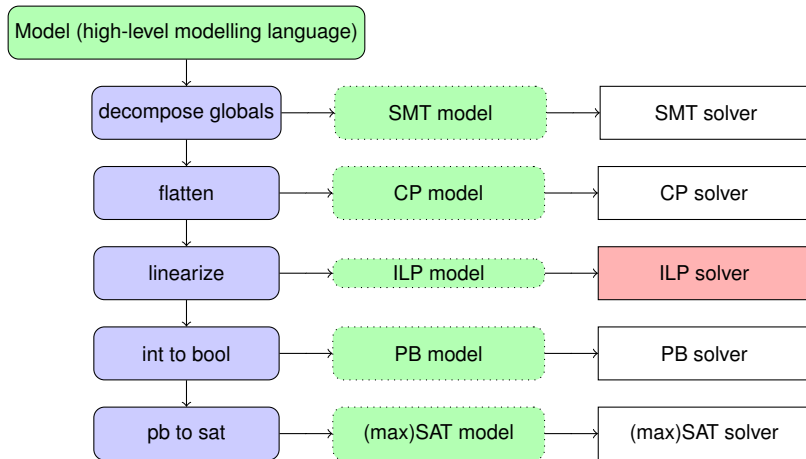 Model (high-level modelling language)
decompose globals
SMT model
SMT solver
flatten
CP model
CP solver
linearize
ILP model
ILP solver
int to bool
PB model
PB solver
pb to sat
(max)SAT model
(max)SAT solver